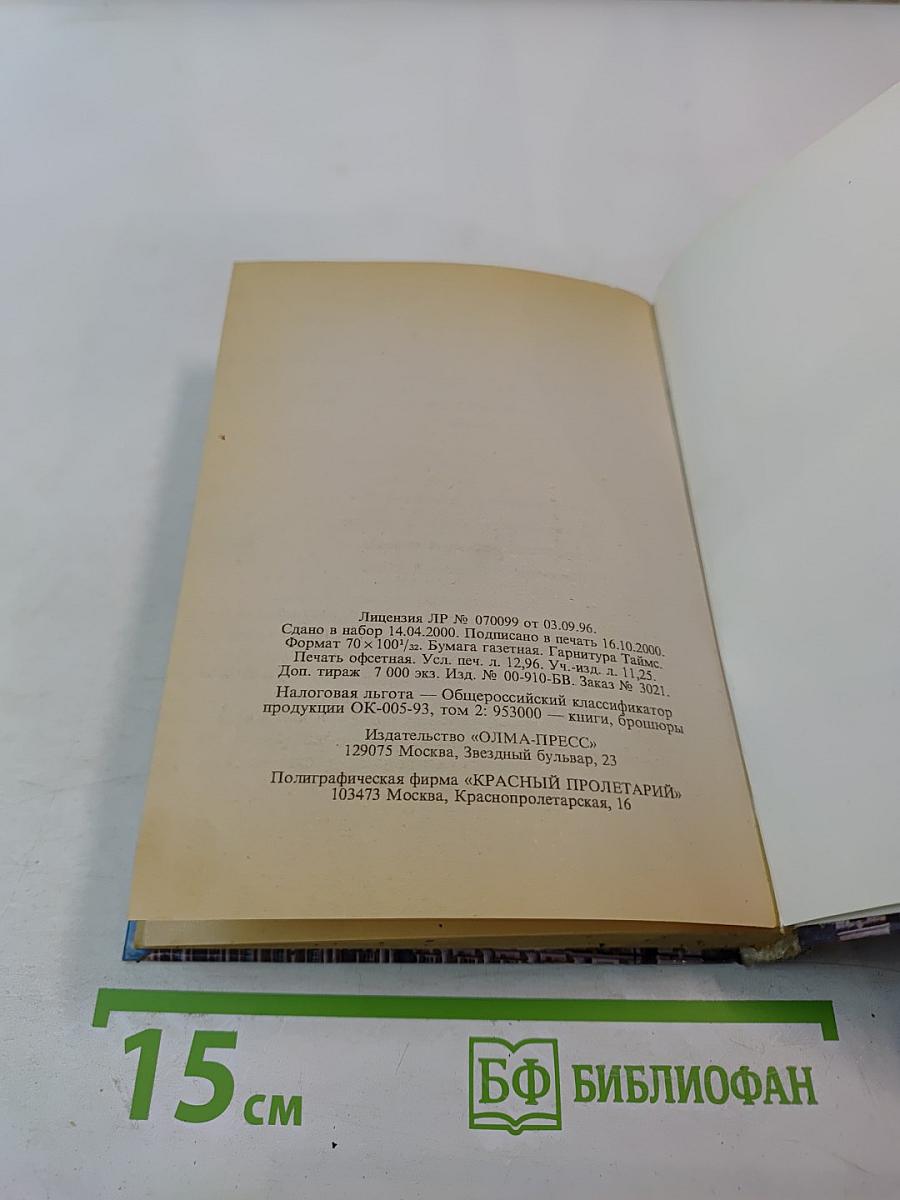 Лицензия ЛР № 070099 от 03.09.96.
Сдано в набор 14.04.2000. Подписано в печать 16.10.2000.
Формат 70×100¹/₃₂. Бумага газетная. Гарнитура Таймс.
Печать офсетная. Усл. печ. л. 12,96. Уч.-изд. л. 11,25.
Доп. тираж 7 000 экз. Изд. № 00-910-БВ. Заказ № 3021.
Налоговая льгота — Общероссийский классификатор
продукции ОК-005-93, том 2: 953000 — книги, брошюры
Издательство «ОЛМА-ПРЕСС»
129075 Москва, Звездный бульвар, 23
Полиграфическая фирма «КРАСНЫЙ ПРОЛЕТАРИЙ»
103473 Москва, Краснопролетарская, 16
15 см
БФ БИБЛИОФАН